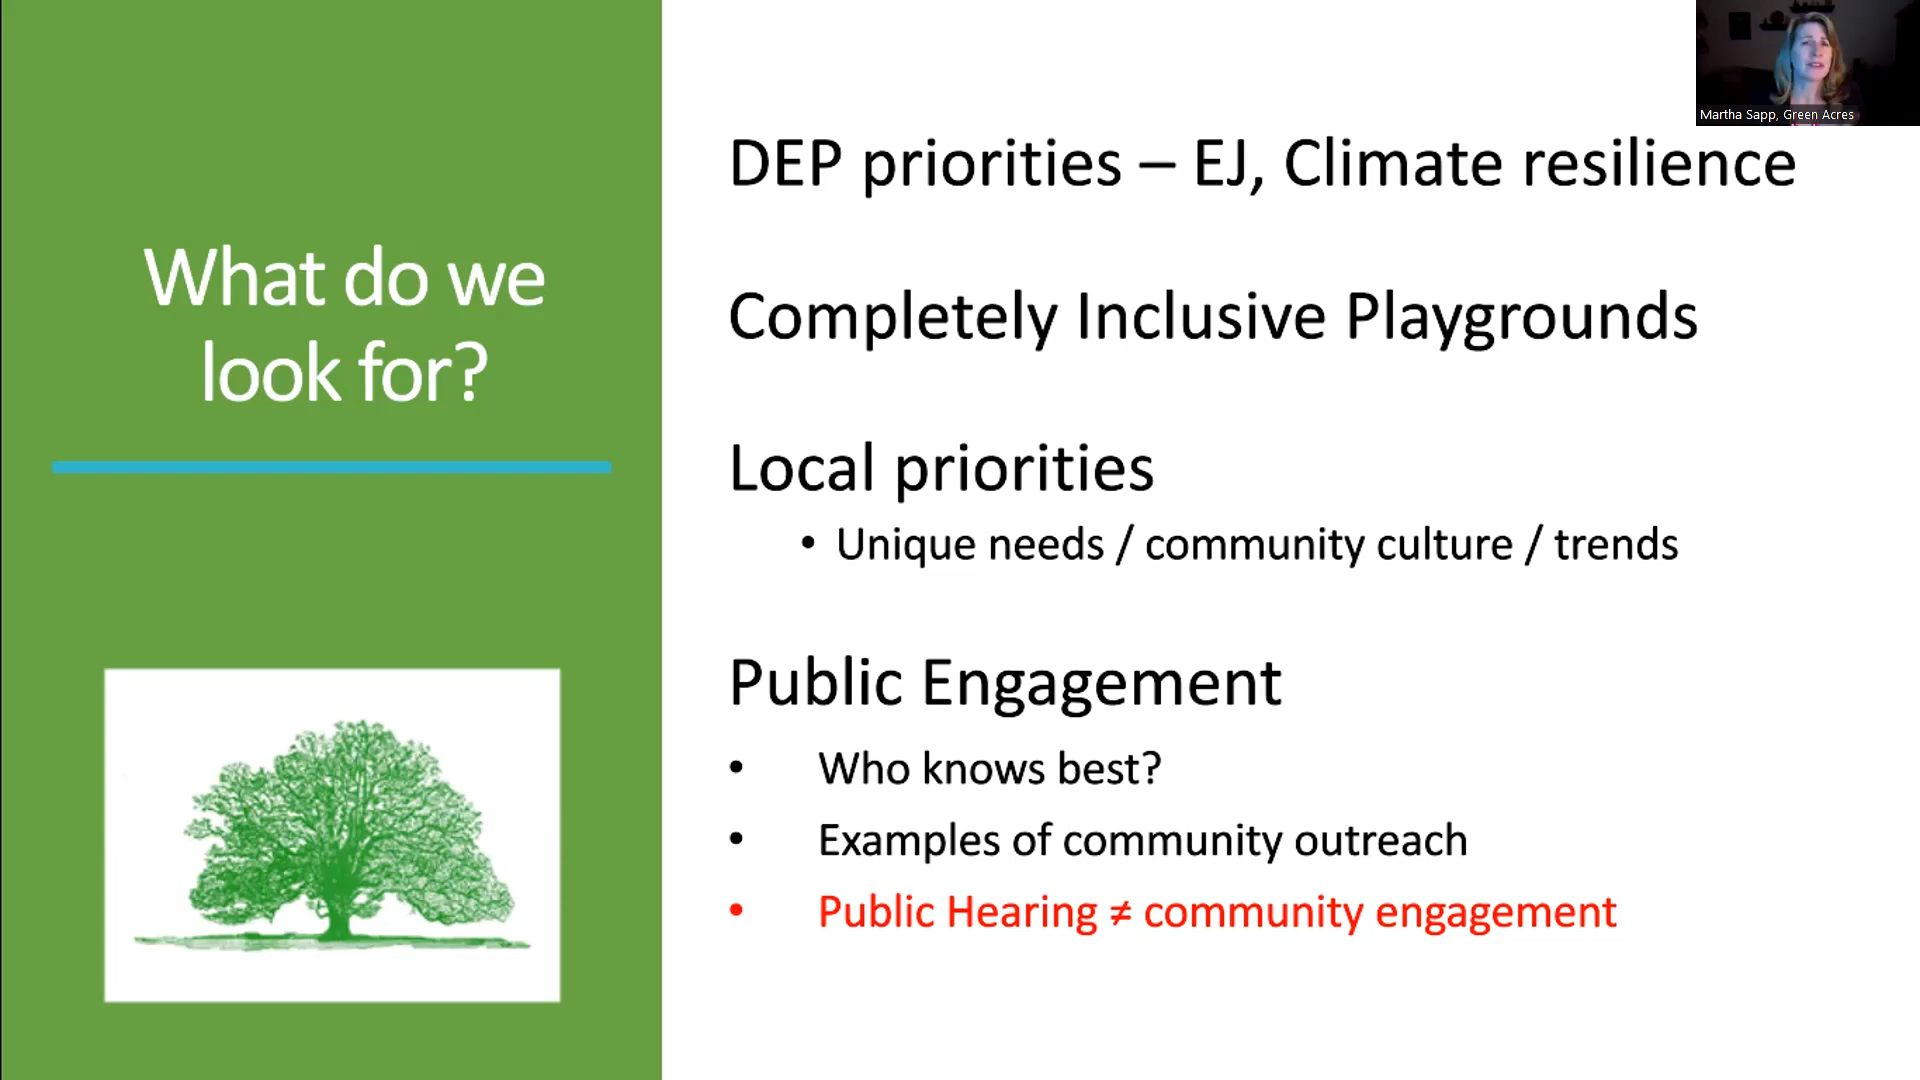 What do we
look for?
DEP priorities – EJ, Climate resilience
Completely Inclusive Playgrounds
Local priorities
• Unique needs / community culture / trends
Public Engagement
• Who knows best?
• Examples of community outreach
• Public Hearing ≠ community engagement
Martha Sapp, Green Acres